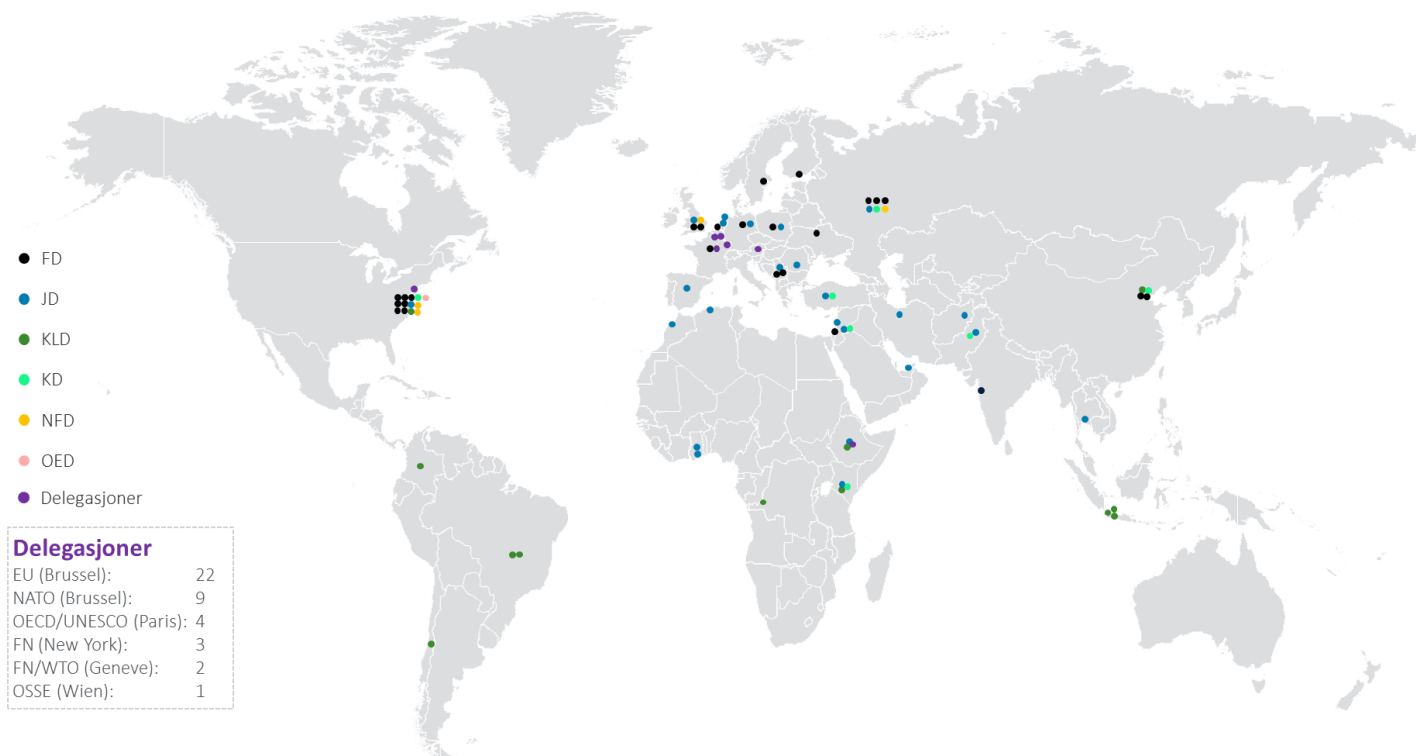 FD
JD
KLD
KD
NFD
OED
Delegasjoner
Delegasjoner
EU (Brussel): 22
NATO (Brussel): 9
OECD/UNESCO (Paris): 4
FN (New York): 3
FN/WTO (Geneve): 2
OSSE (Wien): 1